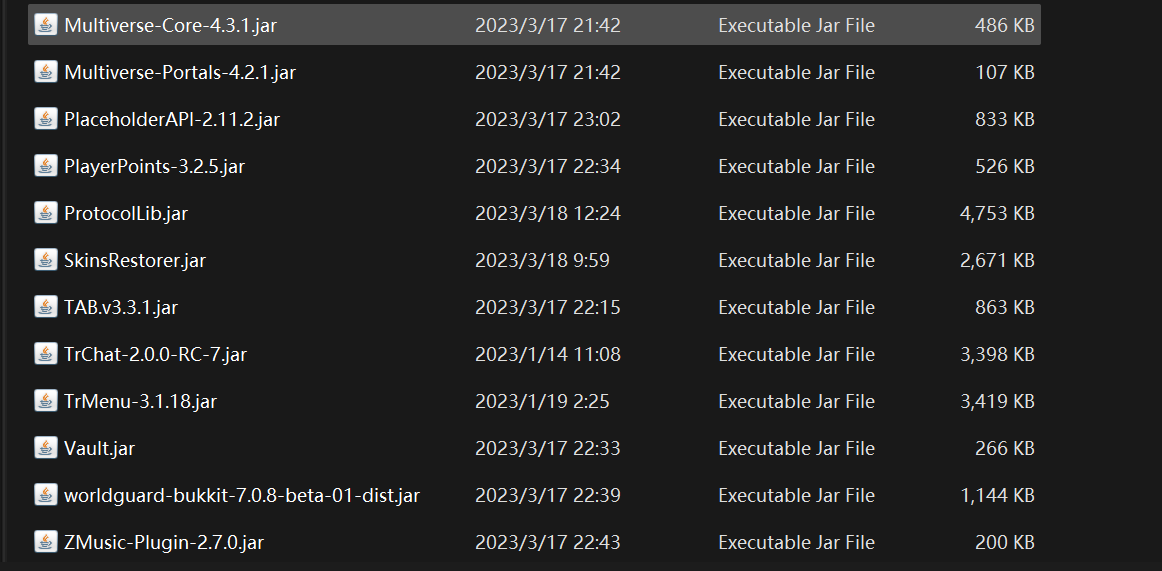 Multiverse-Core-4.3.1.jar 2023/3/17 21:42 Executable Jar File 486 KB
Multiverse-Portals-4.2.1.jar 2023/3/17 21:42 Executable Jar File 107 KB
PlaceholderAPI-2.11.2.jar 2023/3/17 23:02 Executable Jar File 833 KB
PlayerPoints-3.2.5.jar 2023/3/17 22:34 Executable Jar File 526 KB
ProtocolLib.jar 2023/3/18 12:24 Executable Jar File 4,753 KB
SkinsRestorer.jar 2023/3/18 9:59 Executable Jar File 2,671 KB
TAB.v3.3.1.jar 2023/3/17 22:15 Executable Jar File 863 KB
TrChat-2.0.0-RC-7.jar 2023/1/14 11:08 Executable Jar File 3,398 KB
TrMenu-3.1.18.jar 2023/1/19 2:25 Executable Jar File 3,419 KB
Vault.jar 2023/3/17 22:33 Executable Jar File 266 KB
worldguard-bukkit-7.0.8-beta-01-dist.jar 2023/3/17 22:39 Executable Jar File 1,144 KB
ZMusic-Plugin-2.7.0.jar 2023/3/17 22:43 Executable Jar File 200 KB